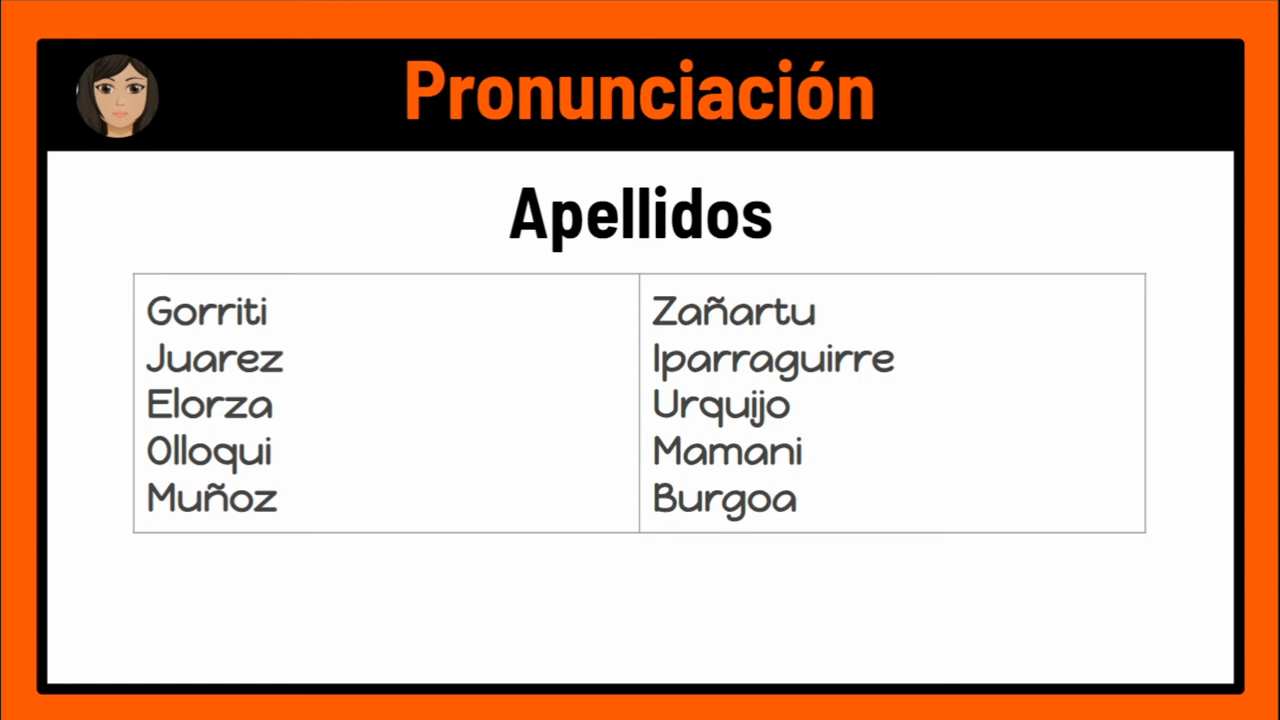 Pronunciación
Apellidos
Gorriti
Juarez
Elorza
Olloqui
Muñoz
Zañartu
Iparraguirre
Urquijo
Mamani
Burgoa